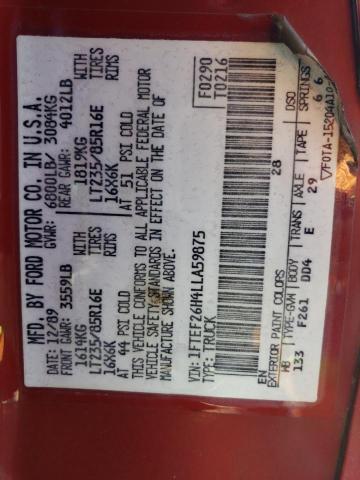 MFD. BY FORD MOTOR CO. IN U.S.A.
12/89 GVWR: 6800LB/ 3094KG
FRONT GAWR: 3559LB REAR GAWR: 4012LB
1614KG WITH 1819KG WITH
LT235/85R16E TIRES LT235/85R16E TIRES
16X6K RIMS 16X6K RIMS
AT 44 PSI COLD AT 51 PSI COLD
THIS VEHICLE CONFORMS TO ALL APPLICABLE FEDERAL MOTOR
VEHICLE SAFETY STANDARDS IN EFFECT ON THE DATE OF
MANUFACTURE SHOWN ABOVE.
F0290
T0216
1FTEF26H4LLA59875
TYPE: TRUCK
EN 28
EXTERIOR PAINT COLORS DSO
WB TYPE-GVW BODY TRANS AXLE TAPE SPRINGS
133 F261 DD4 E 29 6 6